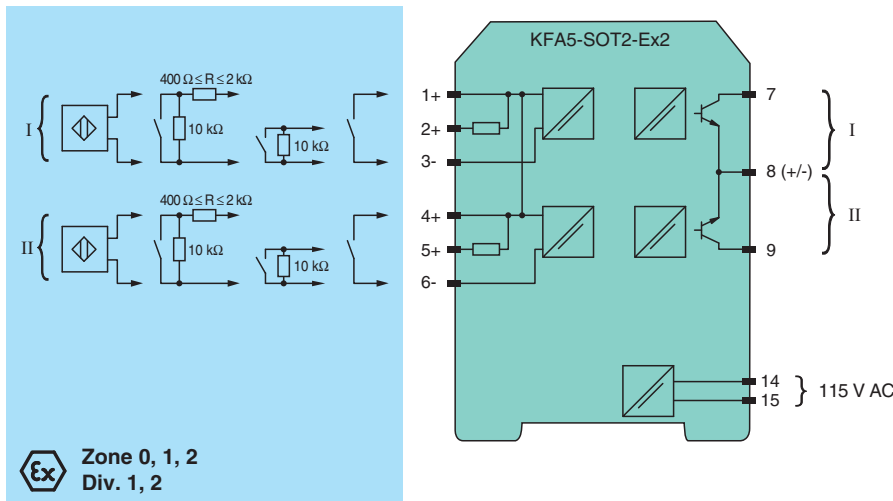 KFA5-SOT2-Ex2
400 Ω ≤ R ≤ 2 kΩ
I
10 kΩ
10 kΩ
400 Ω ≤ R ≤ 2 kΩ
II
10 kΩ
10 kΩ
1+
2+
3-
4+
5+
6-
7
I
8 (+/-)
II
9
14
15
115 V AC
Ex
Zone 0, 1, 2
Div. 1, 2